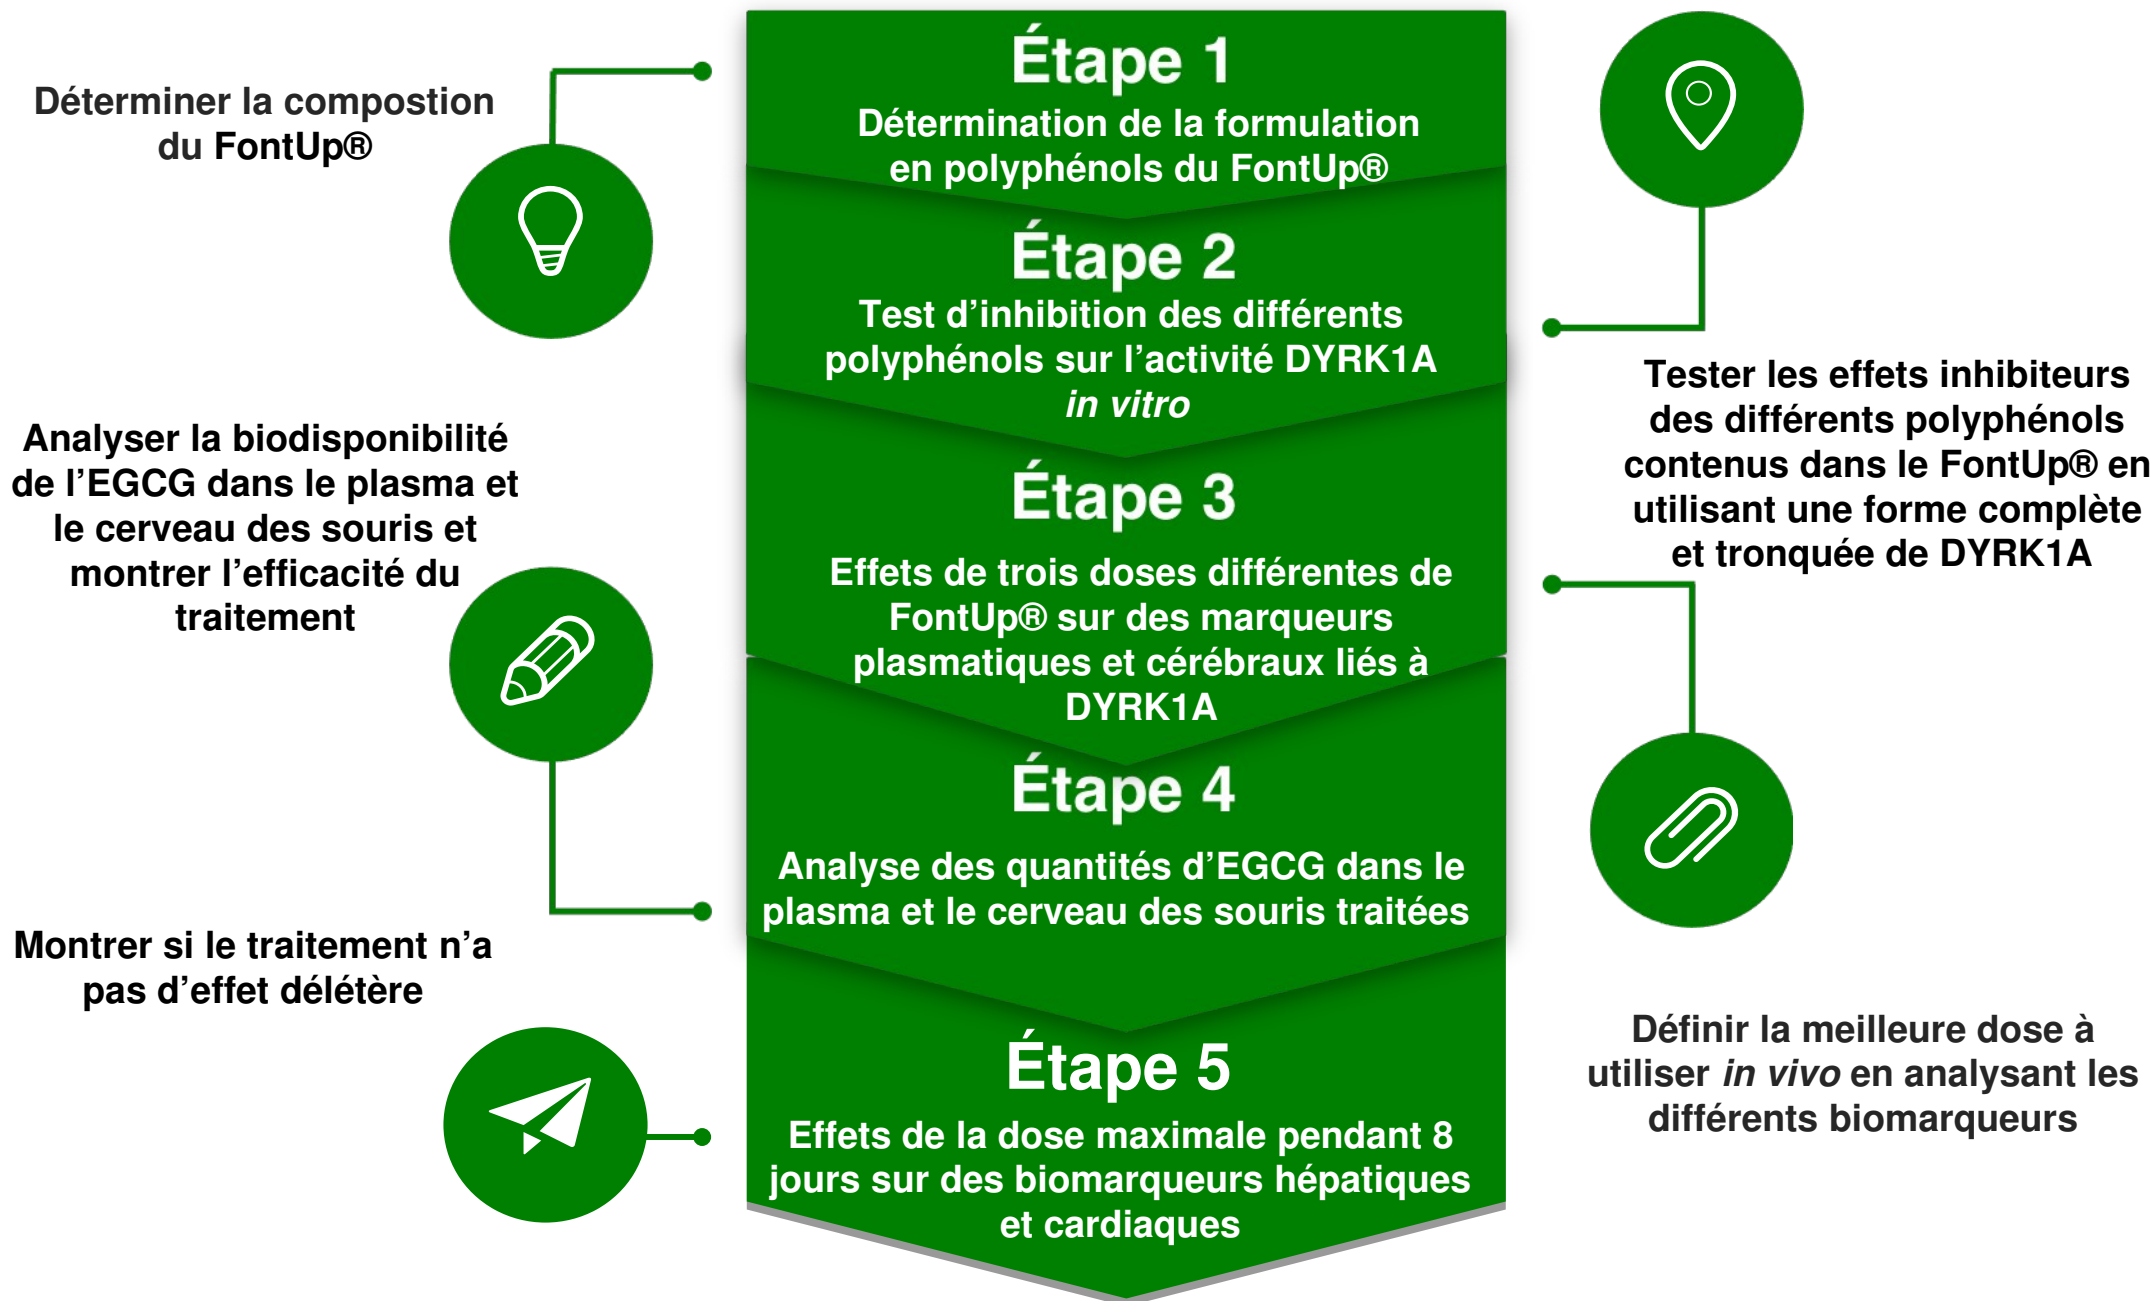 Étape 1
Détermination de la formulation
en polyphénols du FontUp®
Déterminer la compostion
du FontUp®
Étape 2
Test d’inhibition des différents
polyphénols sur l’activité DYRK1A
in vitro
Tester les effets inhibiteurs
des différents polyphénols
contenus dans le FontUp® en
utilisant une forme complète
et tronquée de DYRK1A
Étape 3
Effets de trois doses différentes de
FontUp® sur des marqueurs
plasmatiques et cérébraux liés à
DYRK1A
Définir la meilleure dose à
utiliser in vivo en analysant les
différents biomarqueurs
Étape 4
Analyse des quantités d’EGCG dans le
plasma et le cerveau des souris traitées
Analyser la biodisponibilité
de l’EGCG dans le plasma et
le cerveau des souris et
montrer l’efficacité du
traitement
Étape 5
Effets de la dose maximale pendant 8
jours sur des biomarqueurs hépatiques
et cardiaques
Montrer si le traitement n’a
pas d’effet délétère